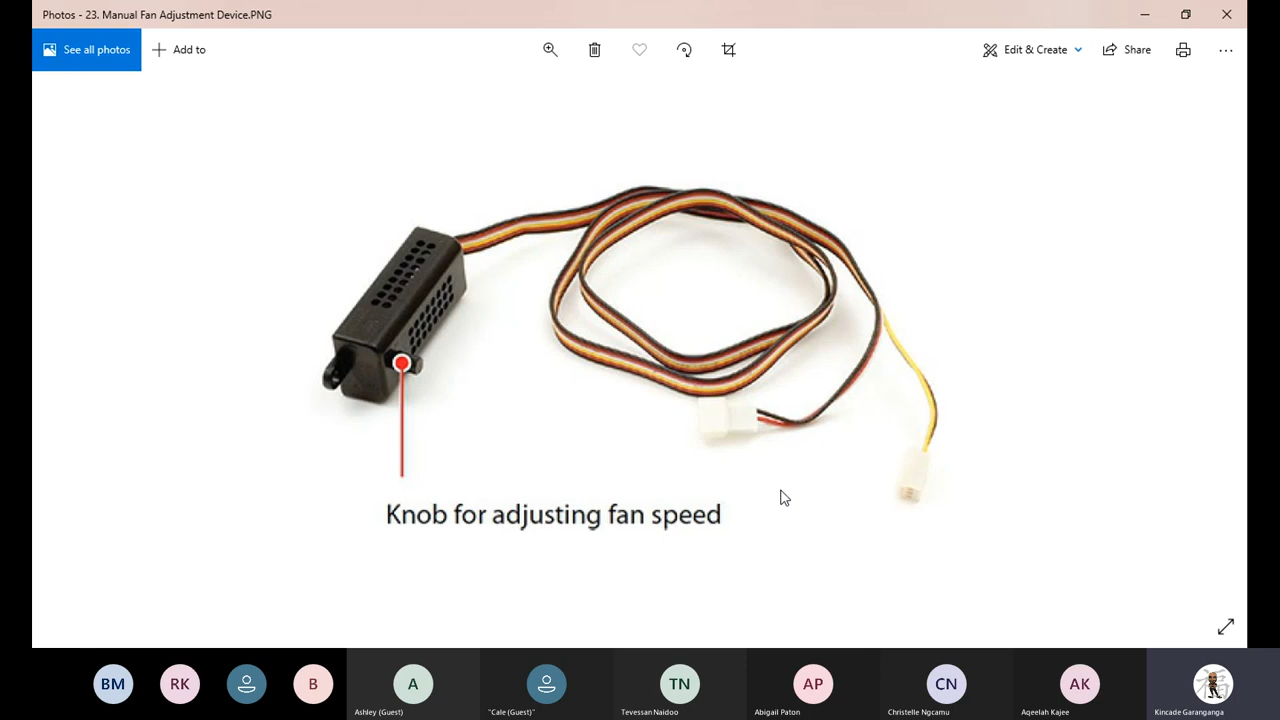 Photos - 23. Manual Fan Adjustment Device.PNG
See all photos
Add to
Edit & Create
Share
Knob for adjusting fan speed
BM
RK
B
A
TN
AP
CN
AK
Ashley (Guest)
"Cale (Guest)"
Tevessan Naidoo
Abigail Paton
Christelle Ngcamu
Aqeelah Kajee
Kincade Garanganga